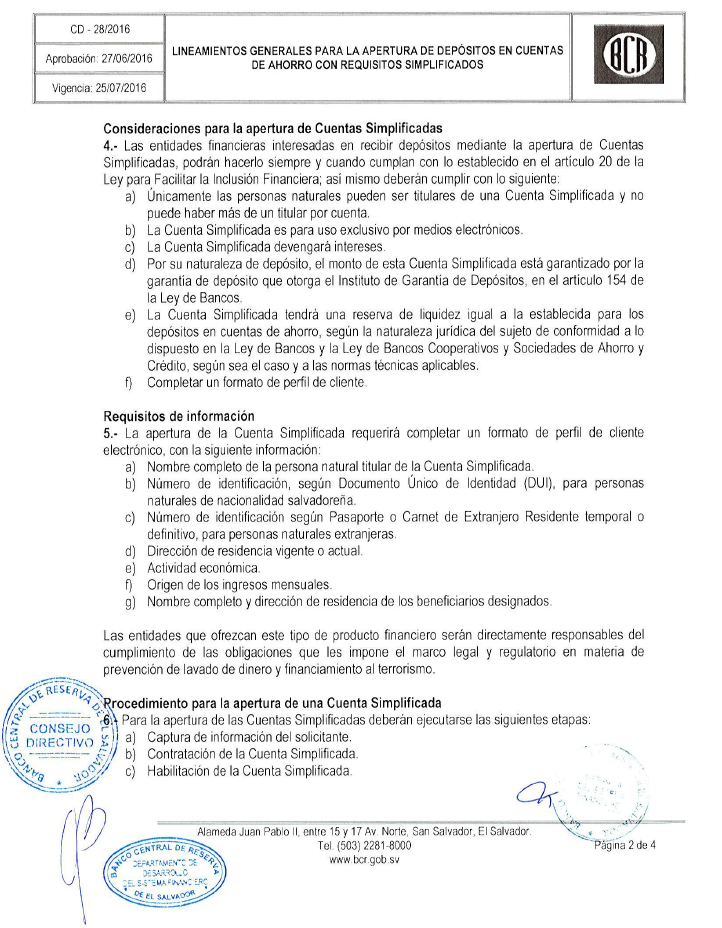 CD - 28/2016
Aprobación: 27/06/2016
Vigencia: 25/07/2016
LINEAMIENTOS GENERALES PARA LA APERTURA DE DEPÓSITOS EN CUENTAS
DE AHORRO CON REQUISITOS SIMPLIFICADOS
BCR
Consideraciones para la apertura de Cuentas Simplificadas
4.- Las entidades financieras interesadas en recibir depósitos mediante la apertura de Cuentas
Simplificadas, podrán hacerlo siempre y cuando cumplan con lo establecido en el artículo 20 de la
Ley para Facilitar la Inclusión Financiera; así mismo deberán cumplir con lo siguiente:
a) Únicamente las personas naturales pueden ser titulares de una Cuenta Simplificada y no
puede haber más de un titular por cuenta.
b) La Cuenta Simplificada es para uso exclusivo por medios electrónicos.
c) La Cuenta Simplificada devengará intereses.
d) Por su naturaleza de depósito, el monto de esta Cuenta Simplificada está garantizado por la
garantía de depósito que otorga el Instituto de Garantía de Depósitos, en el artículo 154 de
la Ley de Bancos.
e) La Cuenta Simplificada tendrá una reserva de liquidez igual a la establecida para los
depósitos en cuentas de ahorro, según la naturaleza jurídica del sujeto de conformidad a lo
dispuesto en la Ley de Bancos y la Ley de Bancos Cooperativos y Sociedades de Ahorro y
Crédito, según sea el caso y a las normas técnicas aplicables.
f) Completar un formato de perfil de cliente.
Requisitos de información
5.- La apertura de la Cuenta Simplificada requerirá completar un formato de perfil de cliente
electrónico, con la siguiente información:
a) Nombre completo de la persona natural titular de la Cuenta Simplificada.
b) Número de identificación, según Documento Único de Identidad (DUI), para personas
naturales de nacionalidad salvadoreña.
c) Número de identificación según Pasaporte o Carnet de Extranjero Residente temporal o
definitivo, para personas naturales extranjeras.
d) Dirección de residencia vigente o actual.
e) Actividad económica.
f) Origen de los ingresos mensuales.
g) Nombre completo y dirección de residencia de los beneficiarios designados.
Las entidades que ofrezcan este tipo de producto financiero serán directamente responsables del
cumplimiento de las obligaciones que les impone el marco legal y regulatorio en materia de
prevención de lavado de dinero y financiamiento al terrorismo.
Procedimiento para la apertura de una Cuenta Simplificada
6.- Para la apertura de las Cuentas Simplificadas deberán ejecutarse las siguientes etapas:
a) Captura de información del solicitante.
b) Contratación de la Cuenta Simplificada.
c) Habilitación de la Cuenta Simplificada.
BANCO CENTRAL DE RESERVA DE EL SALVADOR
CONSEJO
DIRECTIVO
Alameda Juan Pablo II, entre 15 y 17 Av. Norte, San Salvador, El Salvador.
Tel. (503) 2281-8000
www.bcr.gob.sv
Página 2 de 4
BANCO CENTRAL DE RESERVA
DEPARTAMENTO DE
DESARROLLO
DEL SISTEMA FINANCIERO
DE EL SALVADOR